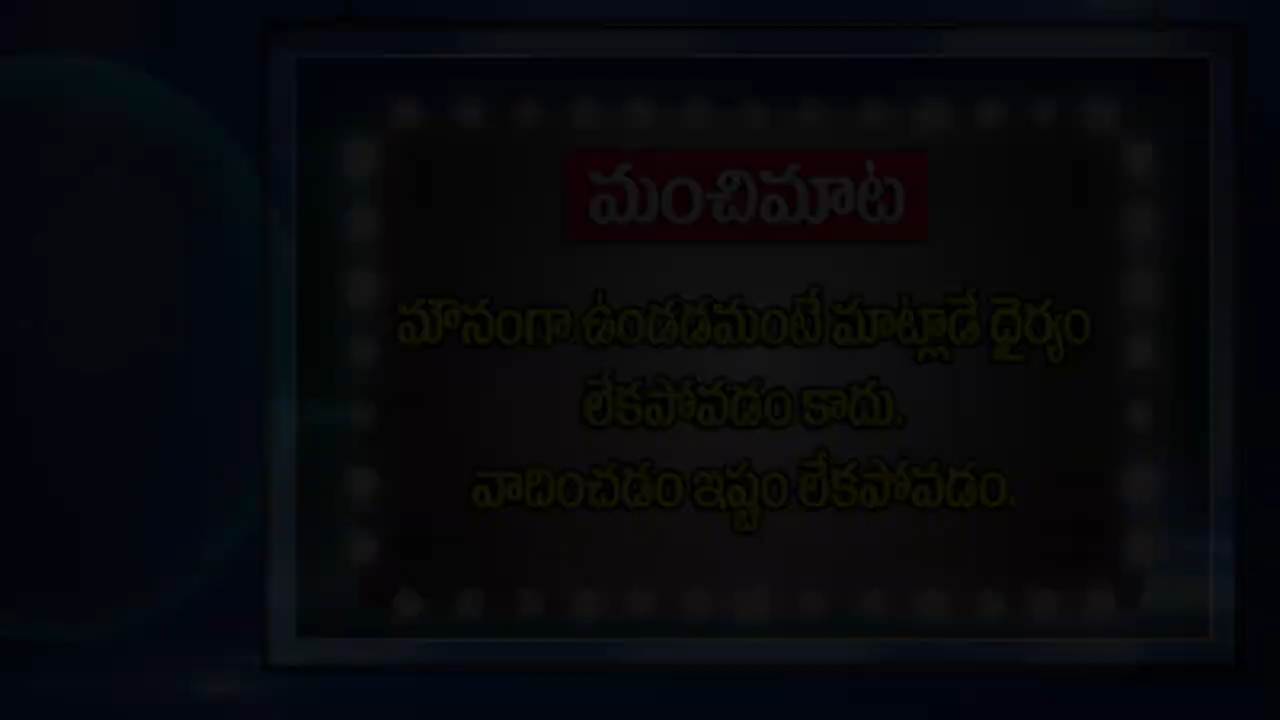 మంచిమాట
మౌనంగా ఉండడమంటే మాట్లాడే ధైర్యం
లేకపోవడం కాదు.
వాదించడం ఇష్టం లేకపోవడం.